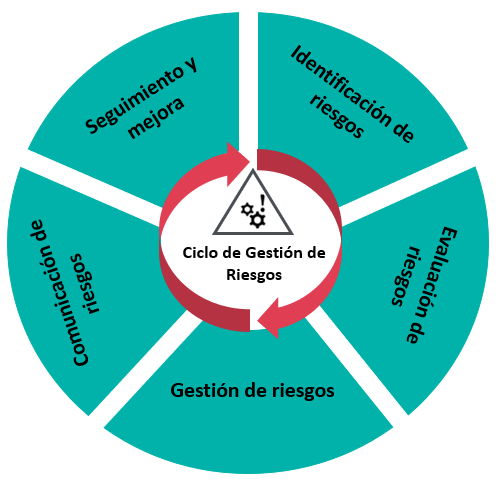 Identificación de
riesgos
Evaluación de
riesgos
Gestión de riesgos
Comunicación de
riesgos
Seguimiento y
mejora
!
Ciclo de Gestión de
Riesgos